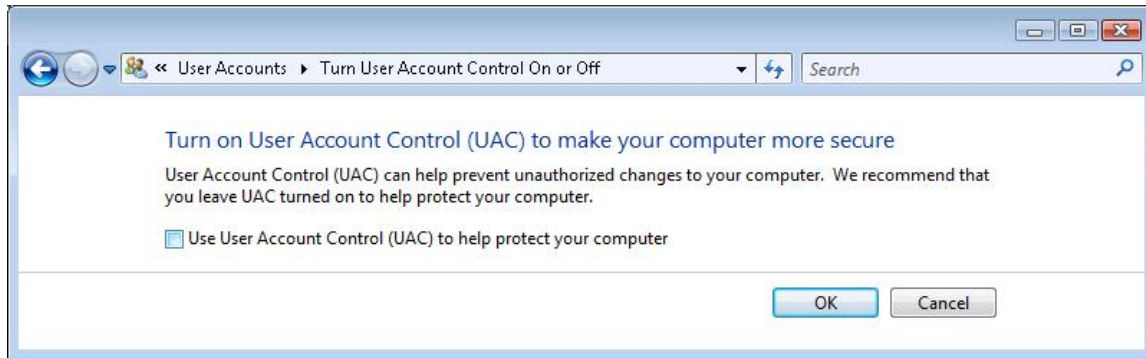 « User Accounts ▸ Turn User Account Control On or Off
Search
Turn on User Account Control (UAC) to make your computer more secure
User Account Control (UAC) can help prevent unauthorized changes to your computer. We recommend that
you leave UAC turned on to help protect your computer.
Use User Account Control (UAC) to help protect your computer
OK
Cancel